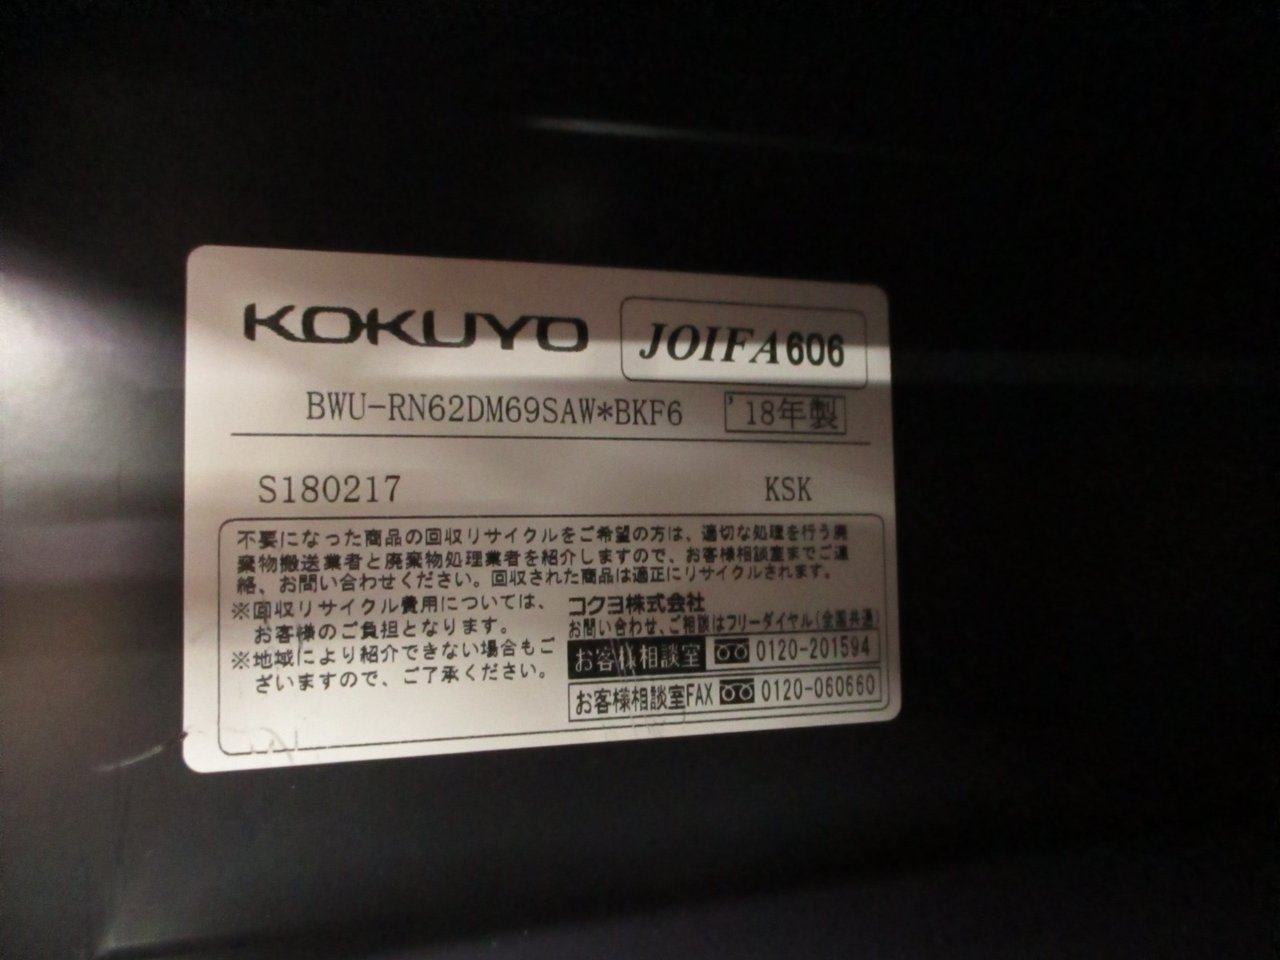 KOKUYO JOIFA606
BWU-RN62DM69SAW*BKF6 '18年製
S180217 KSK
不要になった商品の回収リサイクルをご希望の方は、適切な処理を行う廃
棄物搬送業者と廃棄物処理業者を紹介しますので、お客様相談室までご連
絡、お問い合わせください。回収された商品は適正にリサイクルされます。
※回収リサイクル費用については、
お客様のご負担となります。
※地域により紹介できない場合もご
ざいますので、ご了承ください。
コクヨ株式会社
お問い合わせ、ご相談はフリーダイヤル(全国共通)
お客様相談室 0120-201594
お客様相談室FAX 0120-060660